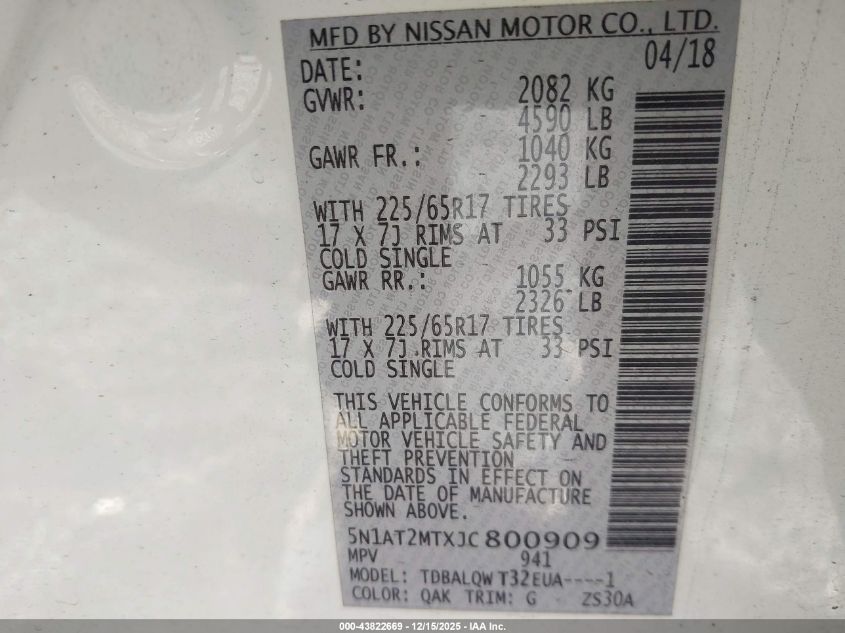 MFD BY NISSAN MOTOR CO., LTD.
DATE: 04/18
GVWR: 2082 KG
4590 LB
GAWR FR.: 1040 KG
2293 LB
WITH 225/65R17 TIRES
17 X 7J RIMS AT 33 PSI
COLD SINGLE
GAWR RR.: 1055 KG
2326 LB
WITH 225/65R17 TIRES
17 X 7J RIMS AT 33 PSI
COLD SINGLE
THIS VEHICLE CONFORMS TO
ALL APPLICABLE FEDERAL
MOTOR VEHICLE SAFETY AND
THEFT PREVENTION
STANDARDS IN EFFECT ON
THE DATE OF MANUFACTURE
SHOWN ABOVE.
5N1AT2MTXJC800909
MPV 941
MODEL: TDBALQW T32EUA----1
COLOR: QAK TRIM: G ZS30A
000-43822669 - 12/15/2025 - IAA Inc.